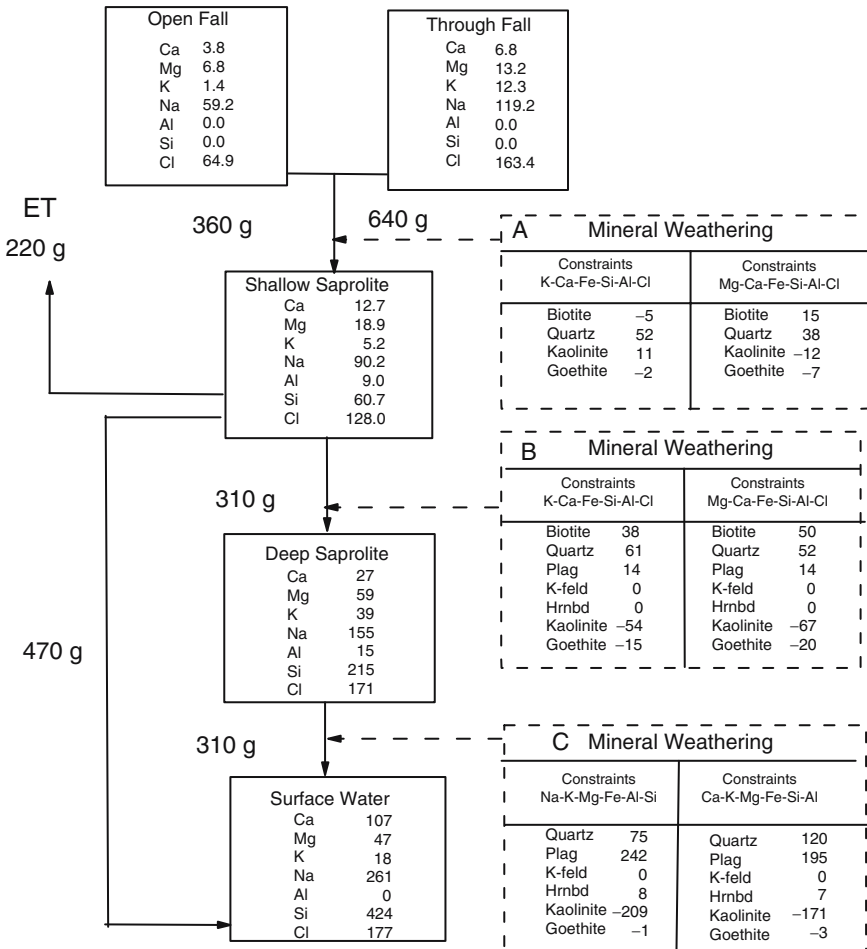 Open Fall
Ca 3.8
Mg 6.8
K 1.4
Na 59.2
Al 0.0
Si 0.0
Cl 64.9
Through Fall
Ca 6.8
Mg 13.2
K 12.3
Na 119.2
Al 0.0
Si 0.0
Cl 163.4
ET
220 g
360 g
640 g
A Mineral Weathering
Constraints
K-Ca-Fe-Si-Al-Cl
Biotite −5
Quartz 52
Kaolinite 11
Goethite −2
Constraints
Mg-Ca-Fe-Si-Al-Cl
Biotite 15
Quartz 38
Kaolinite −12
Goethite −7
Shallow Saprolite
Ca 12.7
Mg 18.9
K 5.2
Na 90.2
Al 9.0
Si 60.7
Cl 128.0
310 g
B Mineral Weathering
Constraints
K-Ca-Fe-Si-Al-Cl
Biotite 38
Quartz 61
Plag 14
K-feld 0
Hrnbd 0
Kaolinite −54
Goethite −15
Constraints
Mg-Ca-Fe-Si-Al-Cl
Biotite 50
Quartz 52
Plag 14
K-feld 0
Hrnbd 0
Kaolinite −67
Goethite −20
Deep Saprolite
Ca 27
Mg 59
K 39
Na 155
Al 15
Si 215
Cl 171
470 g
310 g
C Mineral Weathering
Constraints
Na-K-Mg-Fe-Al-Si
Quartz 75
Plag 242
K-feld 0
Hrnbd 8
Kaolinite −209
Goethite −1
Constraints
Ca-K-Mg-Fe-Si-Al
Quartz 120
Plag 195
K-feld 0
Hrnbd 7
Kaolinite −171
Goethite −3
Surface Water
Ca 107
Mg 47
K 18
Na 261
Al 0
Si 424
Cl 177